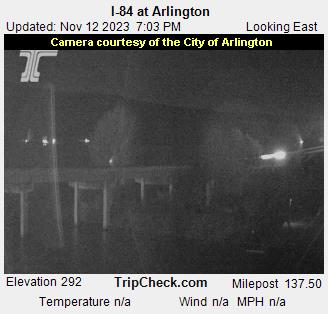 I-84 at Arlington
Updated: Nov 12 2023 7:03 PM Looking East
Camera courtesy of the City of Arlington
Elevation 292 TripCheck.com Milepost 137.50
Temperature n/a Wind n/a MPH n/a